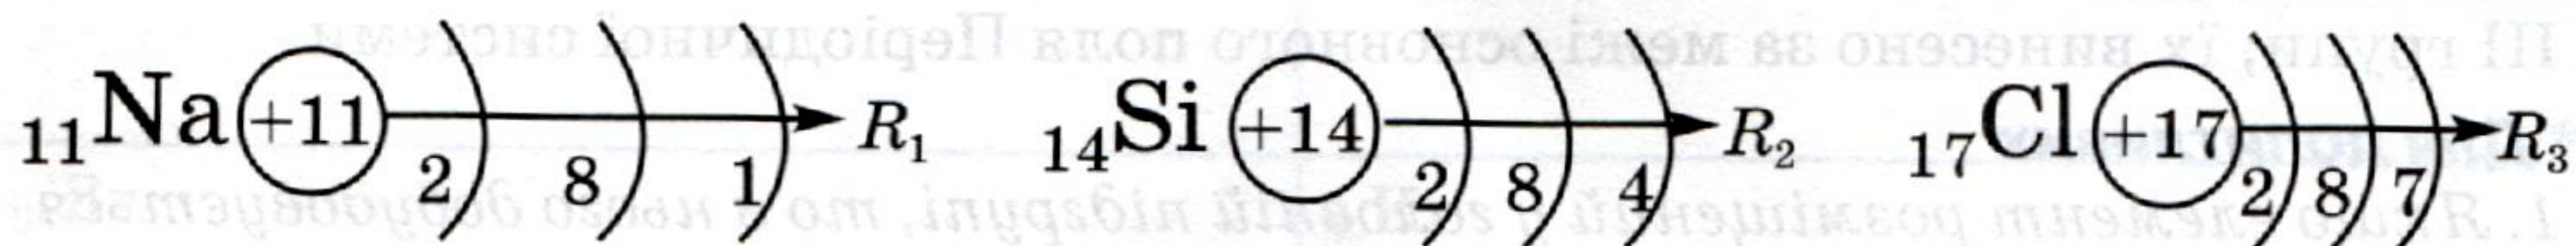 ₁₁Na +11 2 8 1 R₁ ₁₄Si +14 2 8 4 R₂ ₁₇Cl +17 2 8 7 R₃